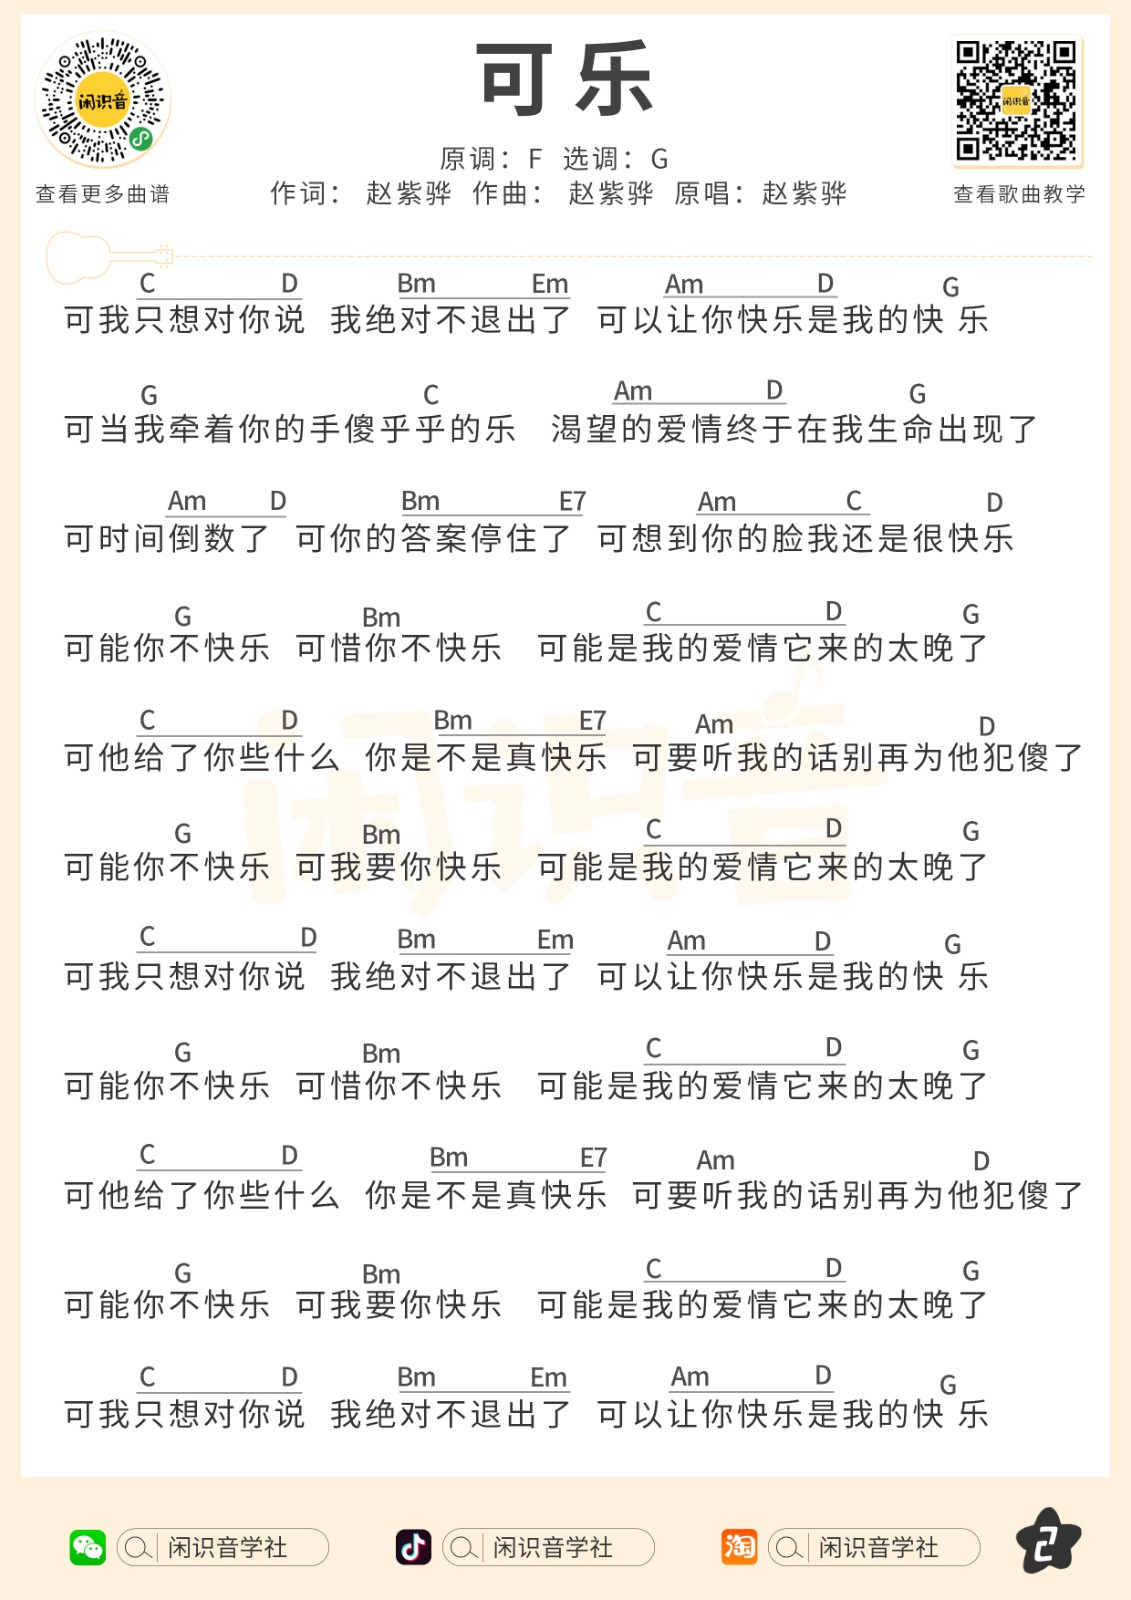 可乐
闲识音
闲识音
原调：F 选调：G
查看更多曲谱
作词： 赵紫骅 作曲： 赵紫骅 原唱：赵紫骅
查看歌曲教学
C D Bm Em Am D G
可我只想对你说 我绝对不退出了 可以让你快乐是我的快 乐
G C Am D G
可当我牵着你的手傻乎乎的乐 渴望的爱情终于在我生命出现了
Am D Bm E7 Am C D
可时间倒数了 可你的答案停住了 可想到你的脸我还是很快乐
G Bm C D G
可能你不快乐 可惜你不快乐 可能是我的爱情它来的太晚了
C D Bm E7 Am D
可他给了你些什么 你是不是真快乐 可要听我的话别再为他犯傻了
闲识音
G Bm C D G
可能你不快乐 可我要你快乐 可能是我的爱情它来的太晚了
C D Bm Em Am D G
可我只想对你说 我绝对不退出了 可以让你快乐是我的快 乐
G Bm C D G
可能你不快乐 可惜你不快乐 可能是我的爱情它来的太晚了
C D Bm E7 Am D
可他给了你些什么 你是不是真快乐 可要听我的话别再为他犯傻了
G Bm C D G
可能你不快乐 可我要你快乐 可能是我的爱情它来的太晚了
C D Bm Em Am D G
可我只想对你说 我绝对不退出了 可以让你快乐是我的快 乐
闲识音学社 闲识音学社 淘 闲识音学社 2